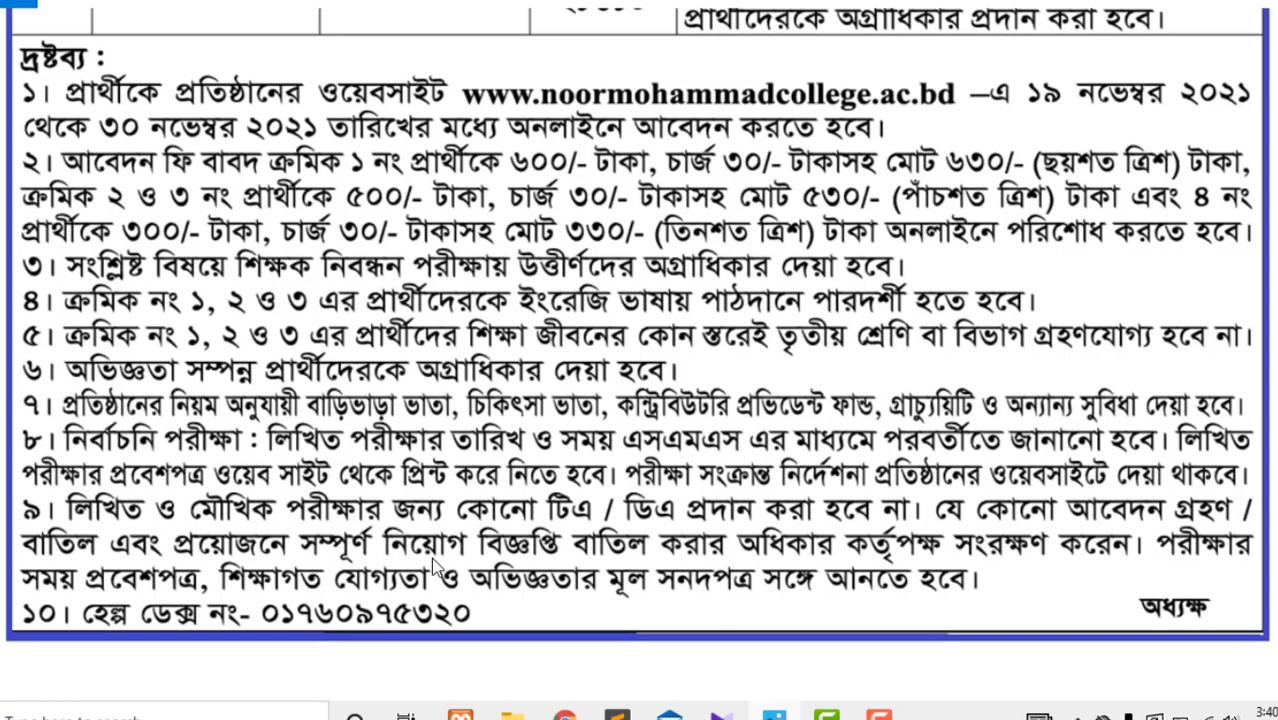 প্রার্থীদেরকে অগ্রাধিকার প্রদান করা হবে।
দ্রষ্টব্য :
১। প্রার্থীকে প্রতিষ্ঠানের ওয়েবসাইট www.noormohammadcollege.ac.bd –এ ১৯ নভেম্বর ২০২১
থেকে ৩০ নভেম্বর ২০২১ তারিখের মধ্যে অনলাইনে আবেদন করতে হবে।
২। আবেদন ফি বাবদ ক্রমিক ১ নং প্রার্থীকে ৬০০/- টাকা, চার্জ ৩০/- টাকাসহ মোট ৬৩০/- (ছয়শত ত্রিশ) টাকা,
ক্রমিক ২ ও ৩ নং প্রার্থীকে ৫০০/- টাকা, চার্জ ৩০/- টাকাসহ মোট ৫৩০/- (পাঁচশত ত্রিশ) টাকা এবং ৪ নং
প্রার্থীকে ৩০০/- টাকা, চার্জ ৩০/- টাকাসহ মোট ৩৩০/- (তিনশত ত্রিশ) টাকা অনলাইনে পরিশোধ করতে হবে।
৩। সংশ্লিষ্ট বিষয়ে শিক্ষক নিবন্ধন পরীক্ষায় উত্তীর্ণদের অগ্রাধিকার দেয়া হবে।
৪। ক্রমিক নং ১, ২ ও ৩ এর প্রার্থীদেরকে ইংরেজি ভাষায় পাঠদানে পারদর্শী হতে হবে।
৫। ক্রমিক নং ১, ২ ও ৩ এর প্রার্থীদের শিক্ষা জীবনের কোন স্তরেই তৃতীয় শ্রেণি বা বিভাগ গ্রহণযোগ্য হবে না।
৬। অভিজ্ঞতা সম্পন্ন প্রার্থীদেরকে অগ্রাধিকার দেয়া হবে।
৭। প্রতিষ্ঠানের নিয়ম অনুযায়ী বাড়িভাড়া ভাতা, চিকিৎসা ভাতা, কন্ট্রিবিউটরি প্রভিডেন্ট ফান্ড, গ্রাচ্যুয়িটি ও অন্যান্য সুবিধা দেয়া হবে।
৮। নির্বাচনি পরীক্ষা : লিখিত পরীক্ষার তারিখ ও সময় এসএমএস এর মাধ্যমে পরবর্তীতে জানানো হবে। লিখিত
পরীক্ষার প্রবেশপত্র ওয়েব সাইট থেকে প্রিন্ট করে নিতে হবে। পরীক্ষা সংক্রান্ত নির্দেশনা প্রতিষ্ঠানের ওয়েবসাইটে দেয়া থাকবে।
৯। লিখিত ও মৌখিক পরীক্ষার জন্য কোনো টিএ / ডিএ প্রদান করা হবে না। যে কোনো আবেদন গ্রহণ /
বাতিল এবং প্রয়োজনে সম্পূর্ণ নিয়োগ বিজ্ঞপ্তি বাতিল করার অধিকার কর্তৃপক্ষ সংরক্ষণ করেন। পরীক্ষার
সময় প্রবেশপত্র, শিক্ষাগত যোগ্যতা ও অভিজ্ঞতার মূল সনদপত্র সঙ্গে আনতে হবে।
১০। হেল্প ডেক্স নং- ০১৭৬০৯৭৫৩২০
অধ্যক্ষ
Type here to search
3:40